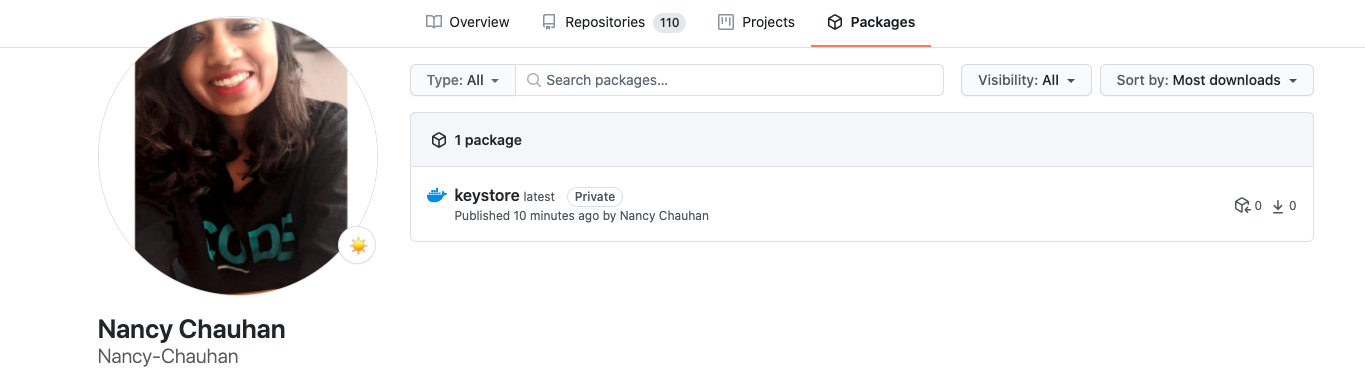 Overview Repositories 110 Projects Packages
Type: All Search packages... Visibility: All Sort by: Most downloads
1 package
keystore latest Private
Published 10 minutes ago by Nancy Chauhan
0 0
CODE
Nancy Chauhan
Nancy-Chauhan